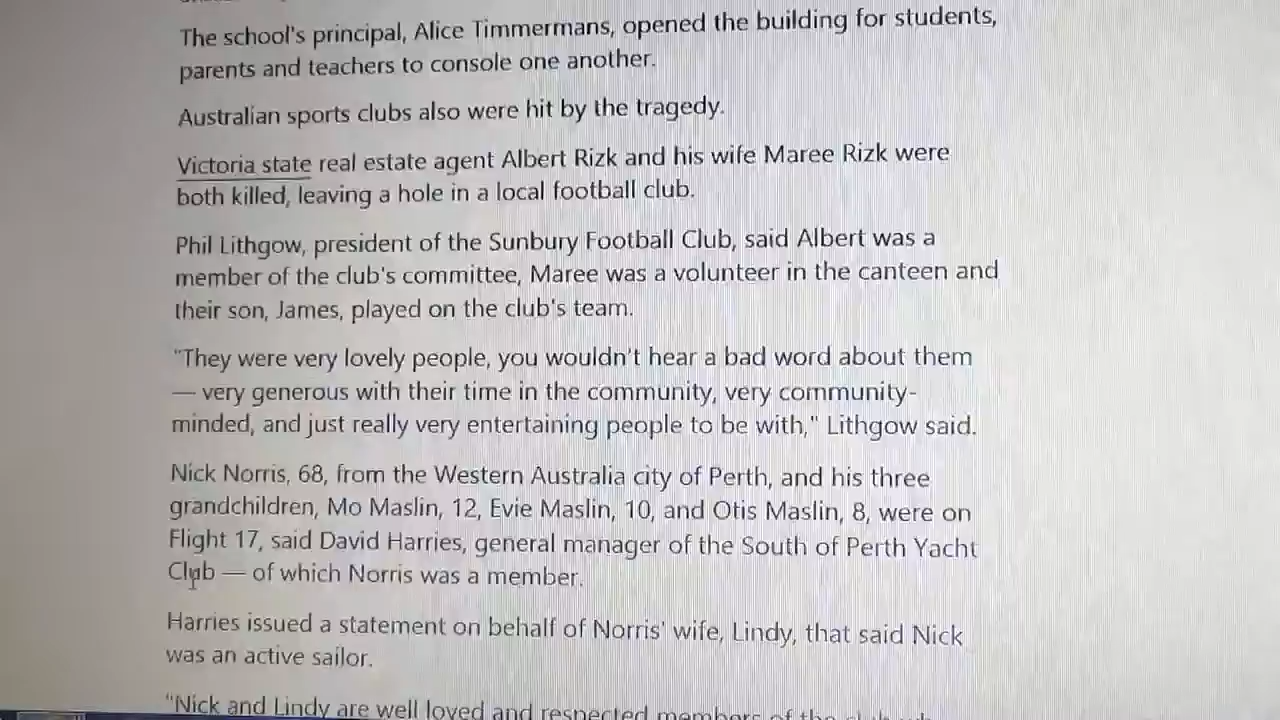 The school's principal, Alice Timmermans, opened the building for students,
parents and teachers to console one another.
Australian sports clubs also were hit by the tragedy.
Victoria state real estate agent Albert Rizk and his wife Maree Rizk were
both killed, leaving a hole in a local football club.
Phil Lithgow, president of the Sunbury Football Club, said Albert was a
member of the club's committee, Maree was a volunteer in the canteen and
their son, James, played on the club's team.
"They were very lovely people, you wouldn't hear a bad word about them
— very generous with their time in the community, very community-
minded, and just really very entertaining people to be with," Lithgow said.
Nick Norris, 68, from the Western Australia city of Perth, and his three
grandchildren, Mo Maslin, 12, Evie Maslin, 10, and Otis Maslin, 8, were on
Flight 17, said David Harries, general manager of the South of Perth Yacht
Club — of which Norris was a member.
Harries issued a statement on behalf of Norris' wife, Lindy, that said Nick
was an active sailor.
"Nick and Lindy are well loved and respected members of the